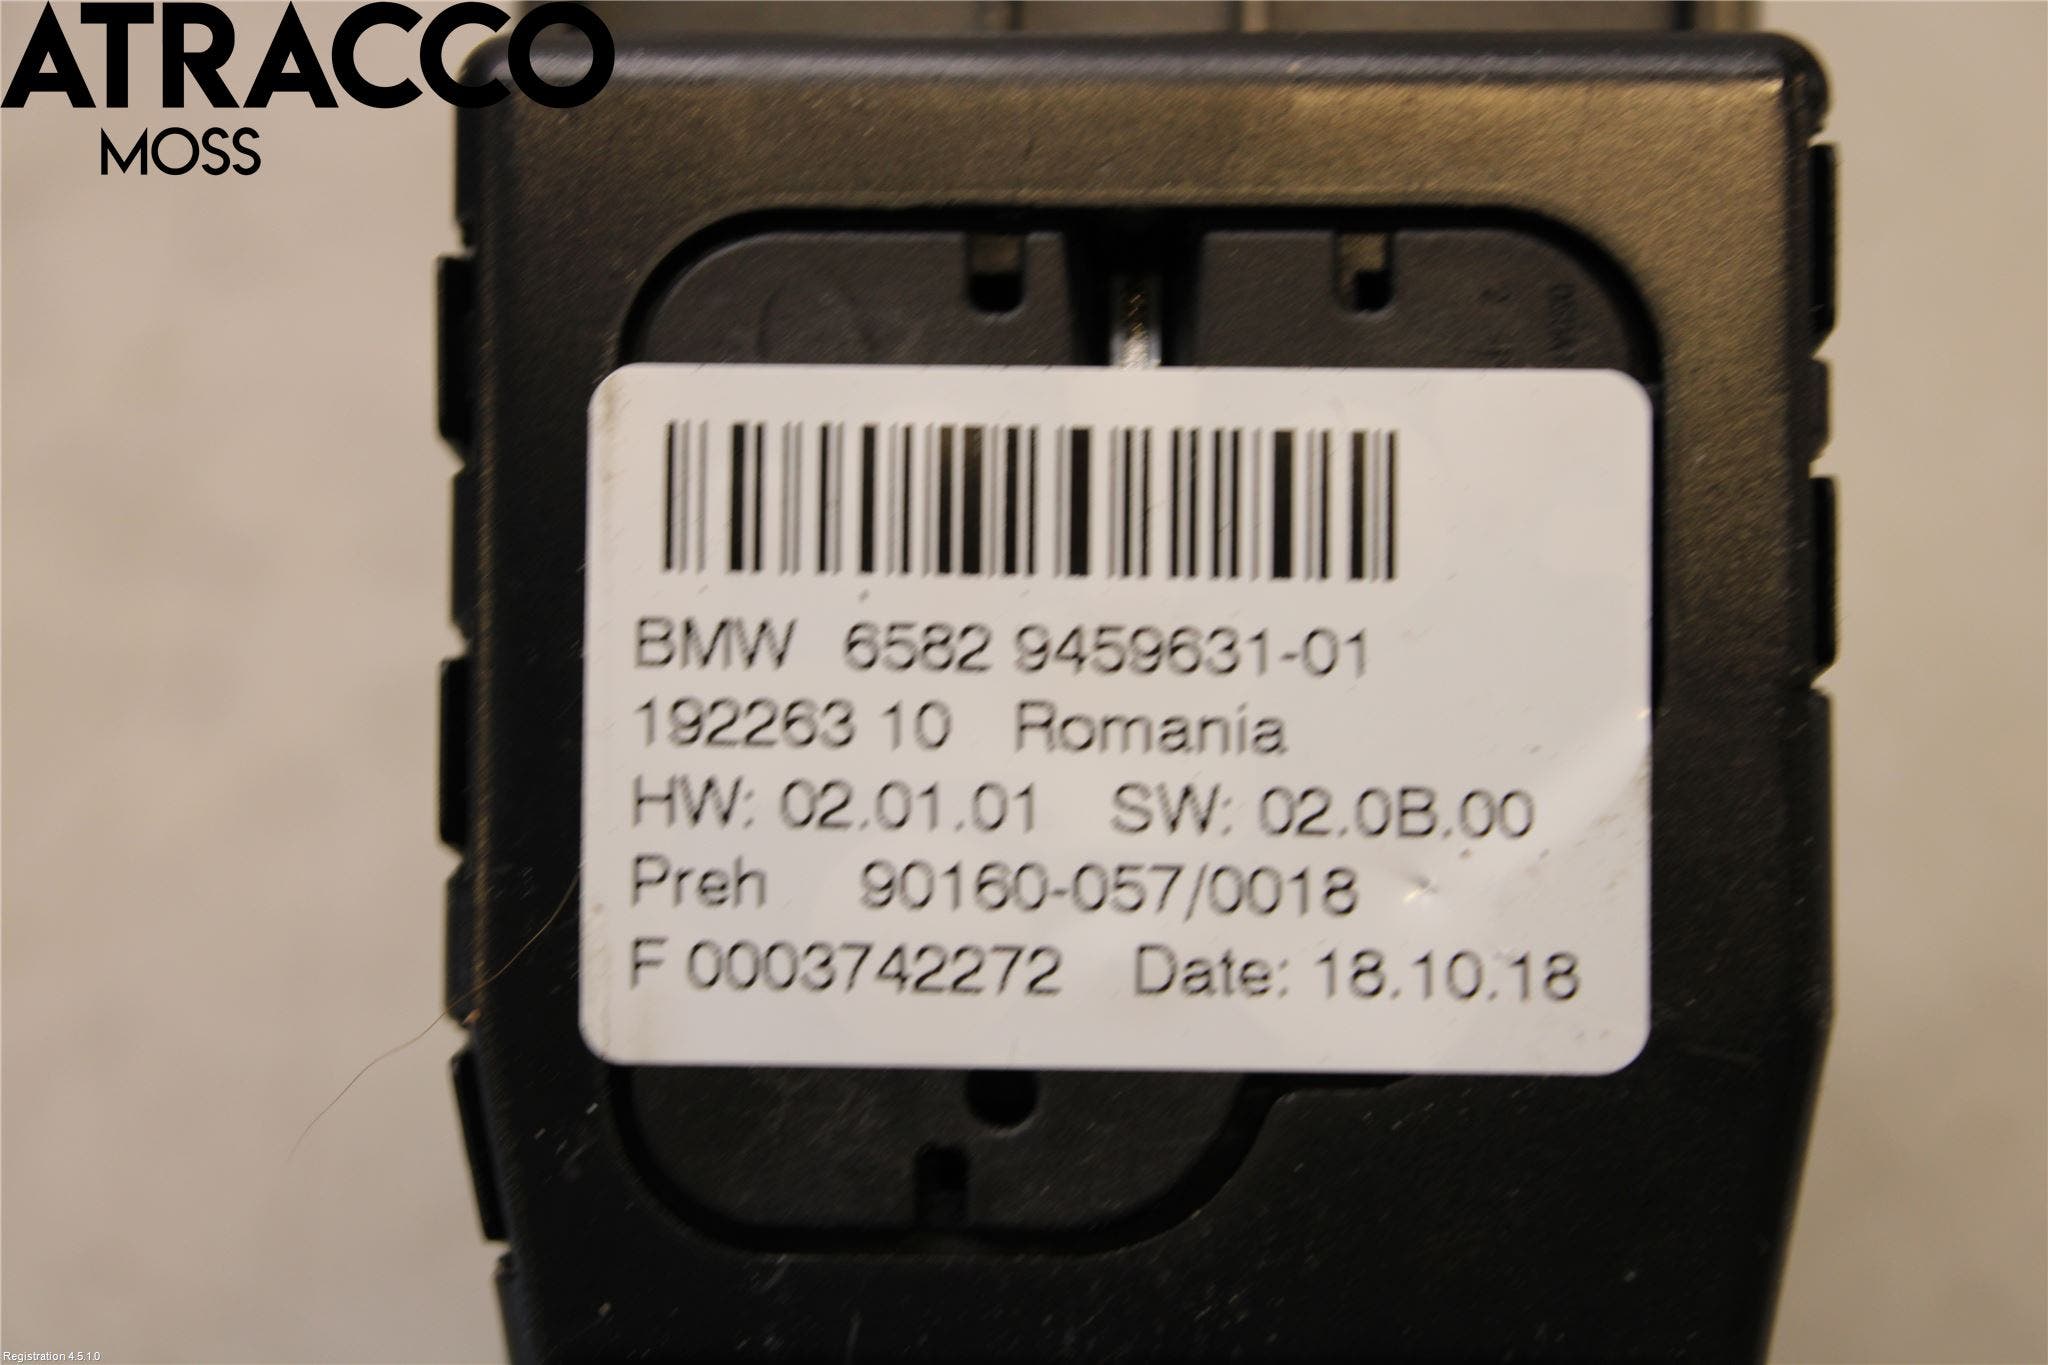 ATRACCO
MOSS
BMW 6582 9459631-01
192263 10 Romania
HW: 02.01.01 SW: 02.0B.00
Preh 90160-057/0018
F 0003742272 Date: 18.10.18
Registration 4.5.1.0